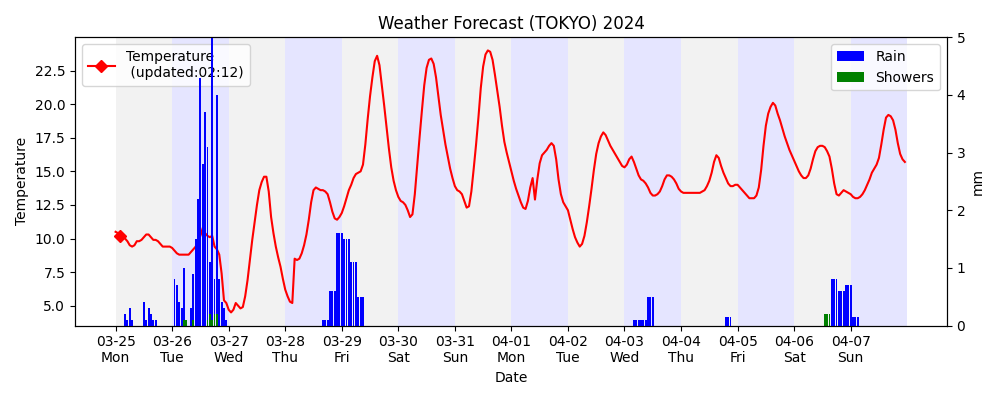 Weather Forecast (TOKYO) 2024
Temperature
(updated:02:12)
Rain
Showers
Temperature
22.5
20.0
17.5
15.0
12.5
10.0
7.5
5.0
5
4
3
2
1
0
mm
03-25 03-26 03-27 03-28 03-29 03-30 03-31 04-01 04-02 04-03 04-04 04-05 04-06 04-07
Mon Tue Wed Thu Fri Sat Sun Mon Tue Wed Thu Fri Sat Sun
Date